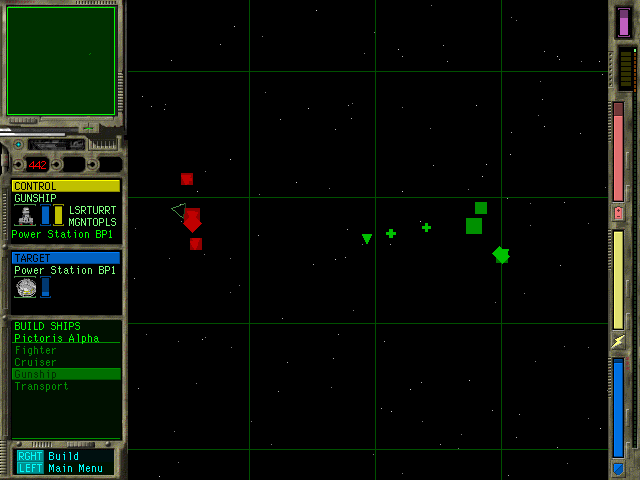 442
CONTROL
GUNSHIP
LSRTURRT
MGNTOPLS
Power Station BP1
TARGET
Power Station BP1
BUILD SHIPS
Pictoris Alpha
Fighter
Cruiser
Gunship
Transport
RGHT Build
LEFT Main Menu